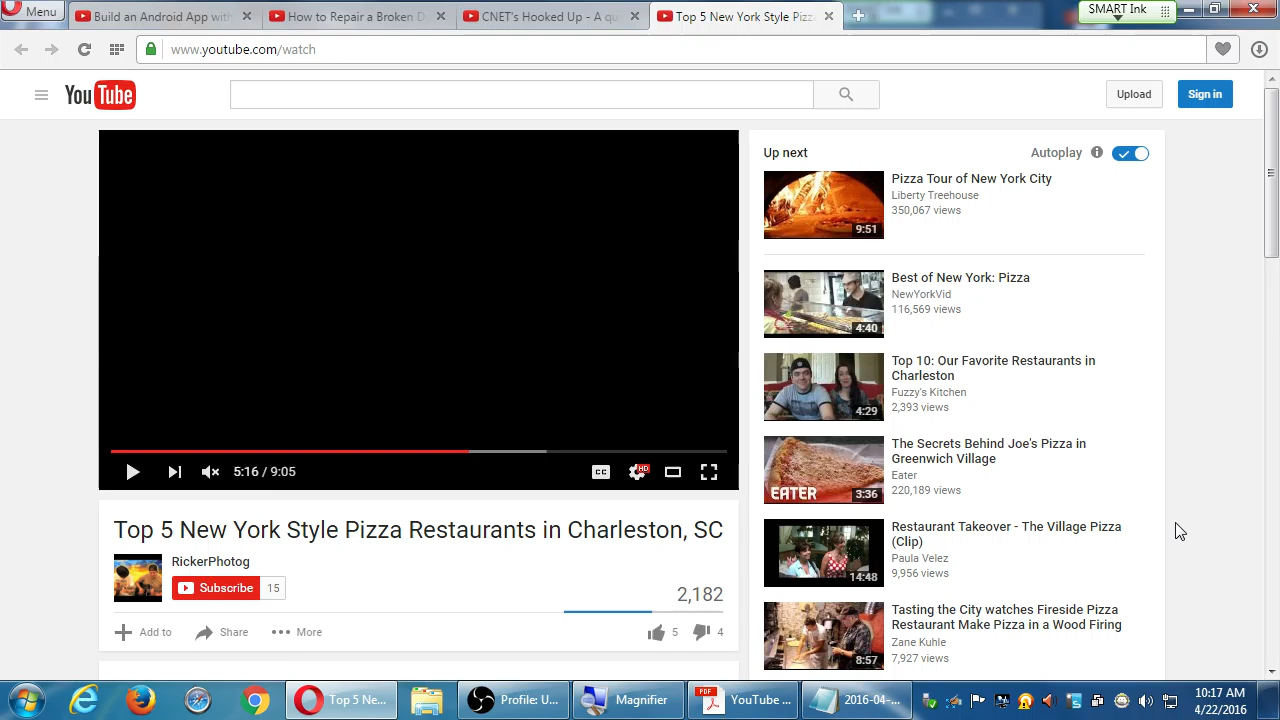 Menu
Build an Android App with
How to Repair a Broken D
CNET's Hooked Up - A qu
Top 5 New York Style Pizz
SMART Ink
www.youtube.com/watch
YouTube
Upload
Sign in
Up next
Autoplay
Pizza Tour of New York City
Liberty Treehouse
350,067 views
9:51
Best of New York: Pizza
NewYorkVid
116,569 views
4:40
Top 10: Our Favorite Restaurants in
Charleston
Fuzzy's Kitchen
2,393 views
4:29
The Secrets Behind Joe's Pizza in
Greenwich Village
Eater
220,189 views
EATER
3:36
Restaurant Takeover - The Village Pizza
(Clip)
Paula Velez
9,956 views
14:48
Tasting the City watches Fireside Pizza
Restaurant Make Pizza in a Wood Firing
Zane Kuhle
7,927 views
8:57
5:16 / 9:05
CC
HD
Top 5 New York Style Pizza Restaurants in Charleston, SC
RickerPhotog
Subscribe 15
2,182
Add to
Share
More
5
4
Top 5 Ne...
Profile: U...
Magnifier
PDF
YouTube ...
2016-04-...
10:17 AM
4/22/2016